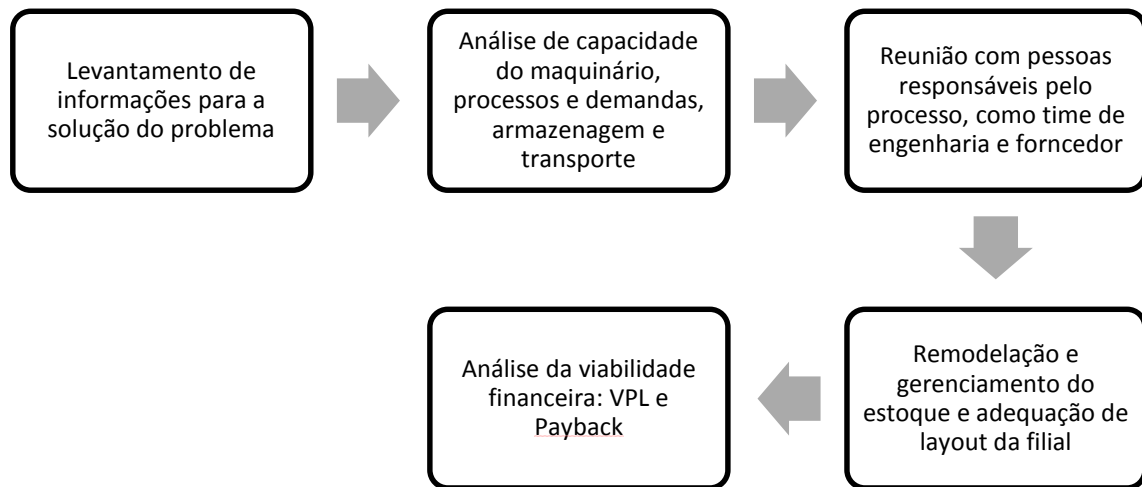 Levantamento de
informações para a
solução do problema
Análise de capacidade
do maquinário,
processos e demandas,
armazenagem e
transporte
Reunião com pessoas
responsáveis pelo
processo, como time de
engenharia e forncedor
Remodelação e
gerenciamento do
estoque e adequação de
layout da filial
Análise da viabilidade
financeira: VPL e
Payback